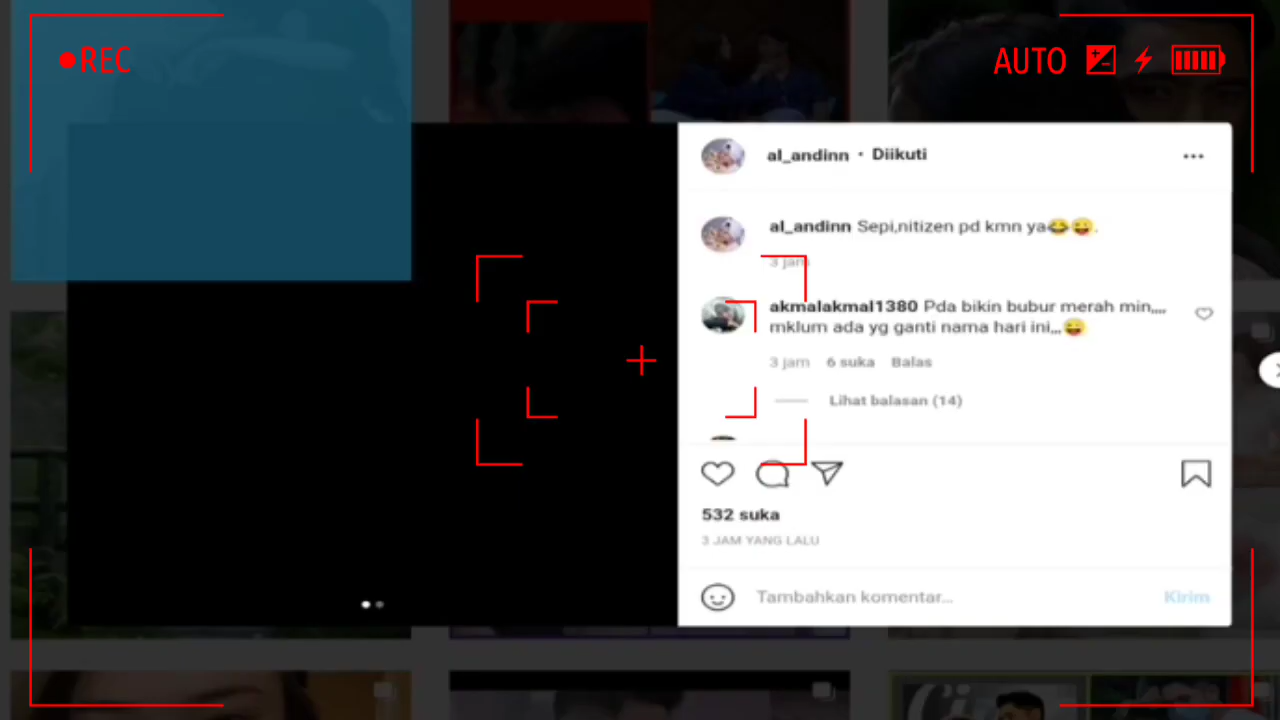 REC
AUTO
al_andinn • Diikuti
al_andinn Sepi,nitizen pd kmn ya😂😜.
3 jam
akmalakmal1380 Pda bikin bubur merah min,,,,
mklum ada yg ganti nama hari ini,,,😜
3 jam 6 suka Balas
Lihat balasan (14)
532 suka
3 JAM YANG LALU
Tambahkan komentar...
Kirim